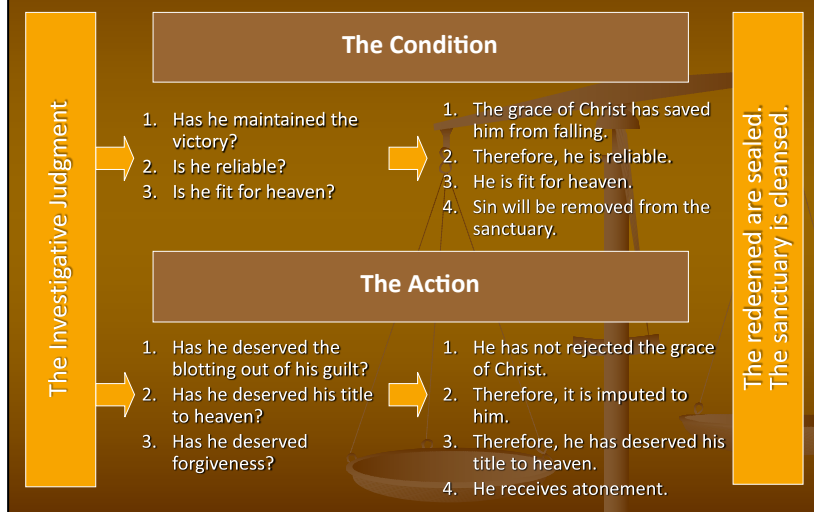 The Investigative Judgment
The Condition
1. Has he maintained the
victory?
2. Is he reliable?
3. Is he fit for heaven?
1. The grace of Christ has saved
him from falling.
2. Therefore, he is reliable.
3. He is fit for heaven.
4. Sin will be removed from the
sanctuary.
The Action
1. Has he deserved the
blotting out of his guilt?
2. Has he deserved his title
to heaven?
3. Has he deserved
forgiveness?
1. He has not rejected the grace
of Christ.
2. Therefore, it is imputed to
him.
3. Therefore, he has deserved his
title to heaven.
4. He receives atonement.
The redeemed are sealed.
The sanctuary is cleansed.